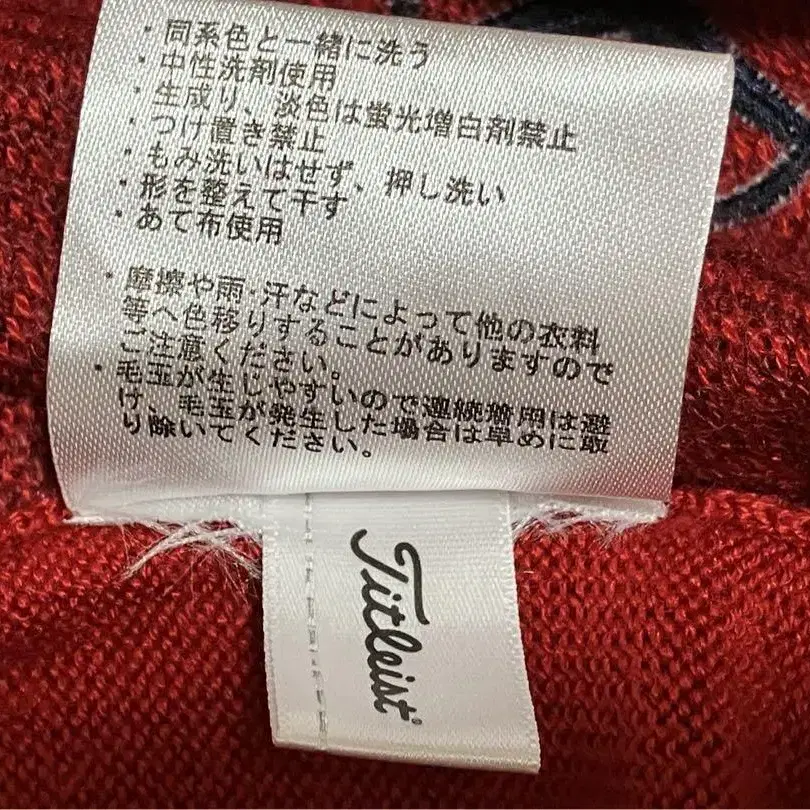 ・同系色と一緒に洗う
・中性洗剤使用
・生成り、淡色は蛍光増白剤禁止
・つけ置き禁止
・もみ洗いはせず、押し洗い
・形を整えて干す
・あて布使用
・摩擦や雨・汗などによって他の衣料
等へ色移りすることがありますので
ご注意ください。
・毛玉が生じやすいので連続着用は避
け、毛玉が発生した場合は早めに取
り除いてください。
Titleist